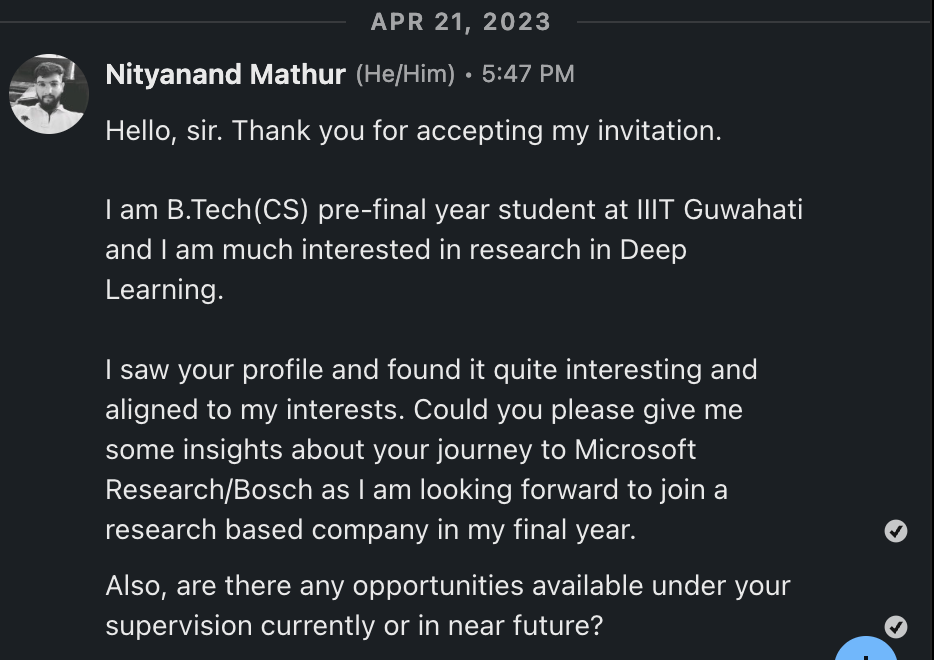 APR 21, 2023
Nityanand Mathur (He/Him) • 5:47 PM
Hello, sir. Thank you for accepting my invitation.
I am B.Tech(CS) pre-final year student at IIIT Guwahati
and I am much interested in research in Deep
Learning.
I saw your profile and found it quite interesting and
aligned to my interests. Could you please give me
some insights about your journey to Microsoft
Research/Bosch as I am looking forward to join a
research based company in my final year.
Also, are there any opportunities available under your
supervision currently or in near future?